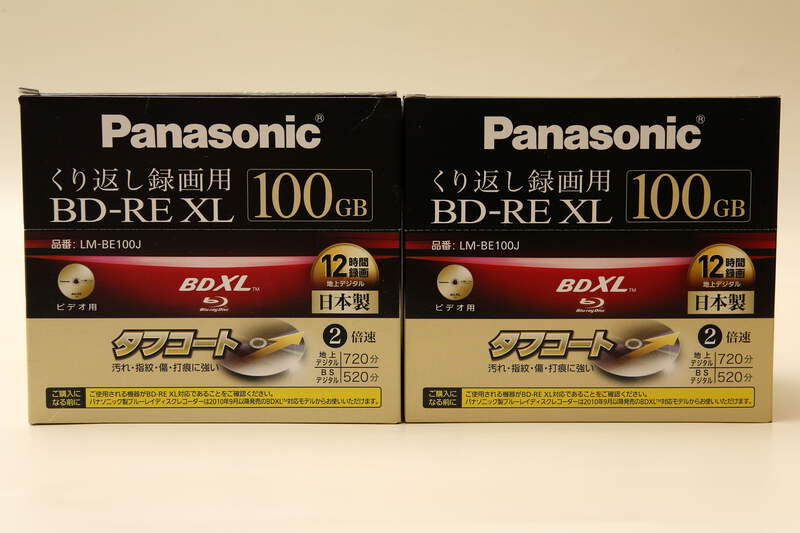 Panasonic®
くり返し録画用
BD-RE XL 100GB
品番: LM-BE100J
12時間録画
地上デジタル
BDXL™
Blu-ray Disc
ビデオ用
日本製
タフコート
汚れ・指紋・傷・打痕に強い
2倍速
地上デジタル 720分
BSデジタル 520分
ご購入になる前に
ご使用される機器がBD-RE XL対応であることをご確認ください。
パナソニック製ブルーレイディスクレコーダーは2010年9月以降発売のBDXL™対応モデルからお使いいただけます。
Panasonic®
くり返し録画用
BD-RE XL 100GB
品番: LM-BE100J
12時間録画
地上デジタル
BDXL™
Blu-ray Disc
ビデオ用
日本製
タフコート
汚れ・指紋・傷・打痕に強い
2倍速
地上デジタル 720分
BSデジタル 520分
ご購入になる前に
ご使用される機器がBD-RE XL対応であることをご確認ください。
パナソニック製ブルーレイディスクレコーダーは2010年9月以降発売のBDXL™対応モデルからお使いいただけます。